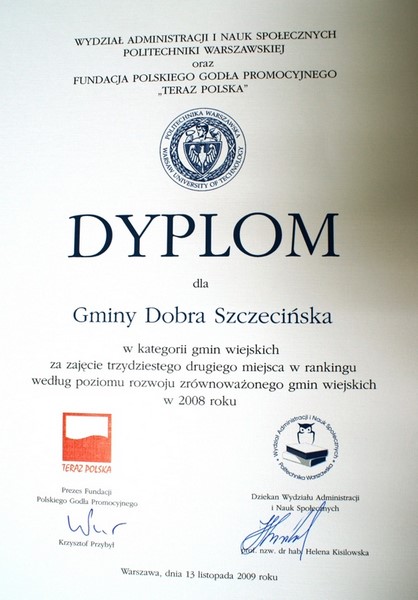 WYDZIAŁ ADMINISTRACJI I NAUK SPOŁECZNYCH
POLITECHNIKI WARSZAWSKIEJ
oraz
FUNDACJA POLSKIEGO GODŁA PROMOCYJNEGO
„TERAZ POLSKA”
POLITECHNIKA WARSZAWSKA
WARSAW UNIVERSITY OF TECHNOLOGY
DYPLOM
dla
Gminy Dobra Szczecińska
w kategorii gmin wiejskich
za zajęcie trzydziestego drugiego miejsca w rankingu
według poziomu rozwoju zrównoważonego gmin wiejskich
w 2008 roku
TERAZ POLSKA
Wydział Administracji i Nauk Społecznych
Politechnika Warszawska
Prezes Fundacji
Polskiego Godła Promocyjnego
Krzysztof Przybył
Dziekan Wydziału Administracji
i Nauk Społecznych
prof. nzw. dr hab. Helena Kisilowska
Warszawa, dnia 13 listopada 2009 roku